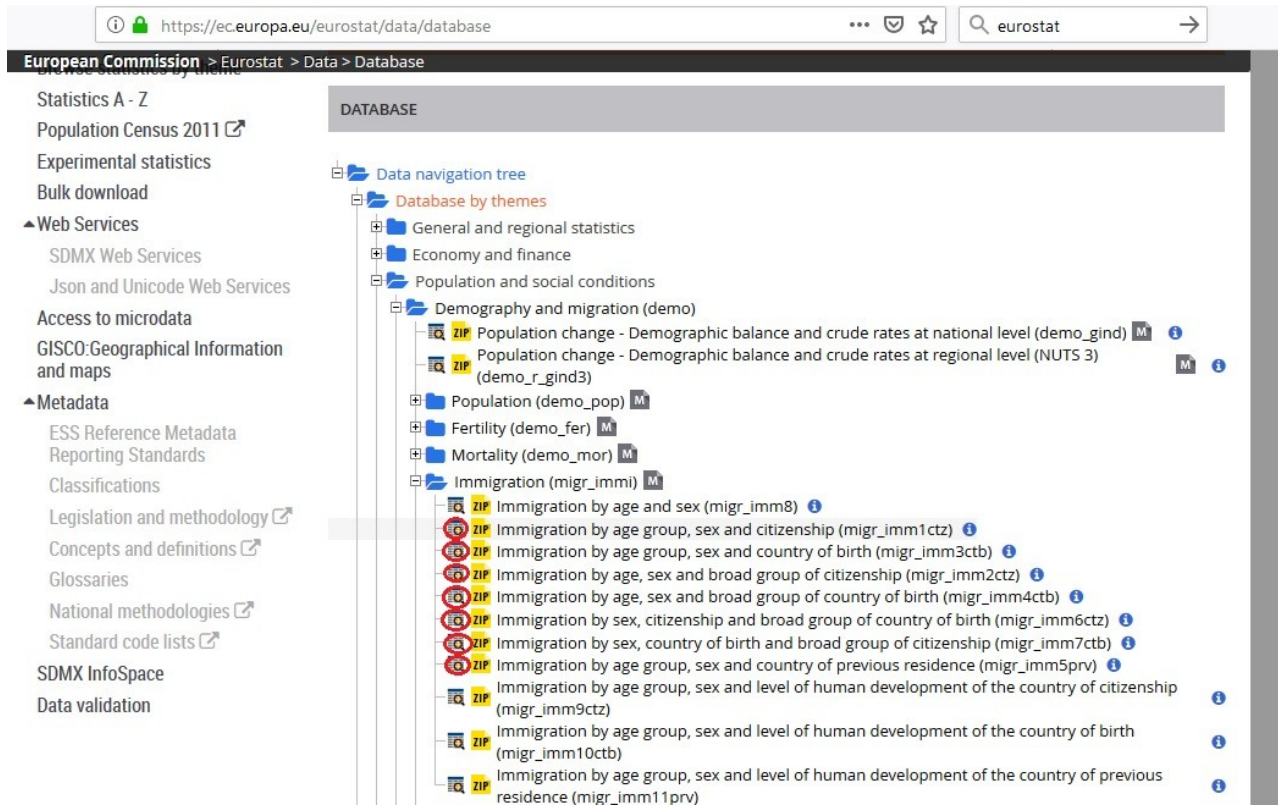 https://ec.europa.eu/eurostat/data/database
eurostat
European Commission > Eurostat > Data > Database
Browse statistics by theme
Statistics A - Z
Population Census 2011
Experimental statistics
Bulk download
Web Services
SDMX Web Services
Json and Unicode Web Services
Access to microdata
GISCO:Geographical Information
and maps
Metadata
ESS Reference Metadata
Reporting Standards
Classifications
Legislation and methodology
Concepts and definitions
Glossaries
National methodologies
Standard code lists
SDMX InfoSpace
Data validation
DATABASE
Data navigation tree
Database by themes
General and regional statistics
Economy and finance
Population and social conditions
Demography and migration (demo)
ZIP Population change - Demographic balance and crude rates at national level (demo_gind) M i
ZIP Population change - Demographic balance and crude rates at regional level (NUTS 3)
(demo_r_gind3) M i
Population (demo_pop) M
Fertility (demo_fer) M
Mortality (demo_mor) M
Immigration (migr_immi) M
ZIP Immigration by age and sex (migr_imm8) i
ZIP Immigration by age group, sex and citizenship (migr_imm1ctz) i
ZIP Immigration by age group, sex and country of birth (migr_imm3ctb) i
ZIP Immigration by age, sex and broad group of citizenship (migr_imm2ctz) i
ZIP Immigration by age, sex and broad group of country of birth (migr_imm4ctb) i
ZIP Immigration by sex, citizenship and broad group of country of birth (migr_imm6ctz) i
ZIP Immigration by sex, country of birth and broad group of citizenship (migr_imm7ctb) i
ZIP Immigration by age group, sex and country of previous residence (migr_imm5prv) i
ZIP Immigration by age group, sex and level of human development of the country of citizenship
(migr_imm9ctz) i
ZIP Immigration by age group, sex and level of human development of the country of birth
(migr_imm10ctb) i
ZIP Immigration by age group, sex and level of human development of the country of previous
residence (migr_imm11prv) i